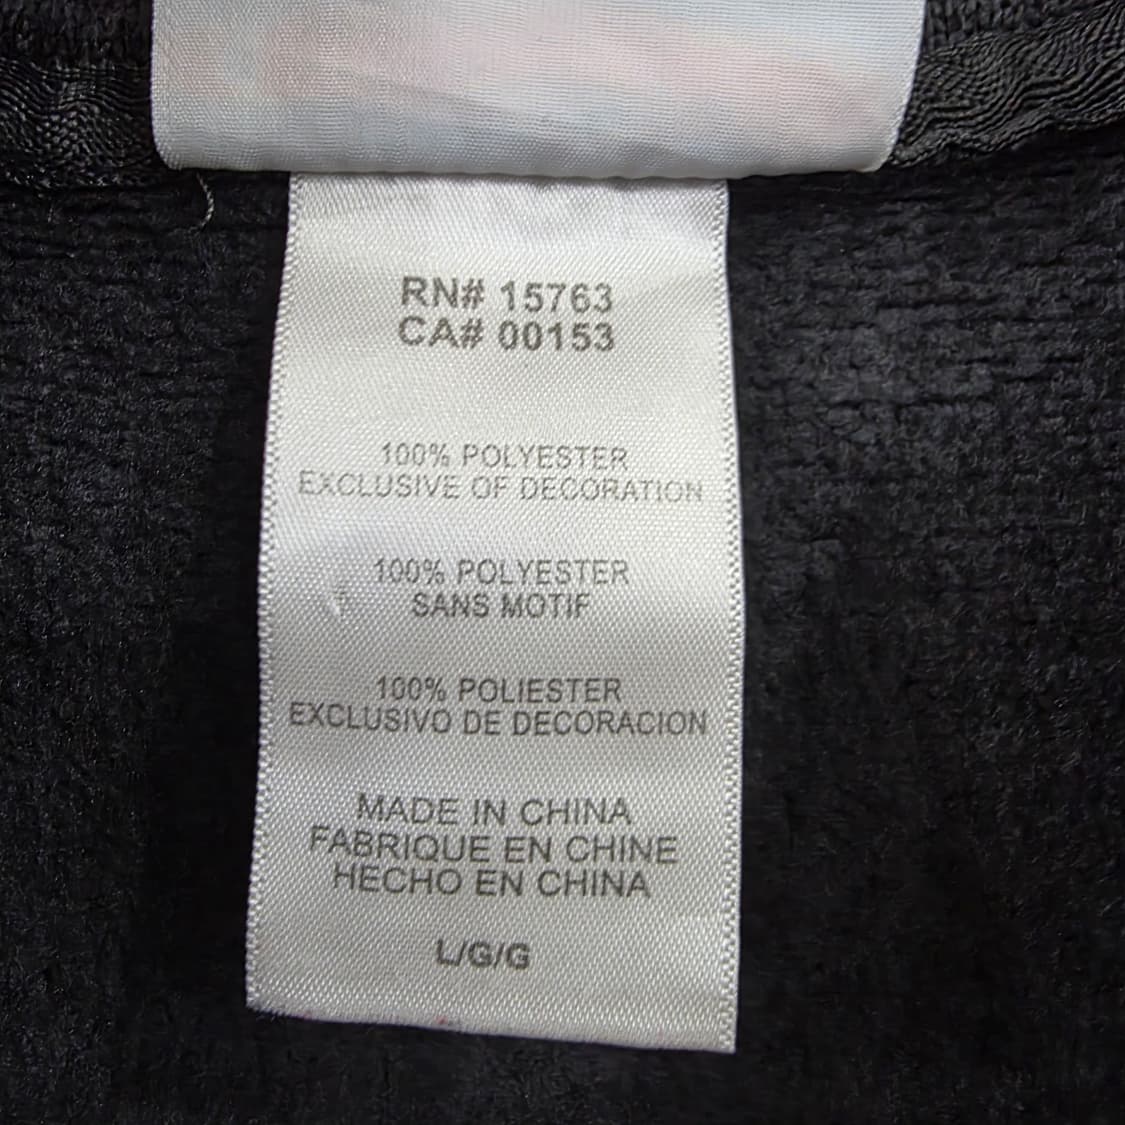 RN# 15763
CA# 00153
100% POLYESTER
EXCLUSIVE OF DECORATION
100% POLYESTER
SANS MOTIF
100% POLIESTER
EXCLUSIVO DE DECORACION
MADE IN CHINA
FABRIQUE EN CHINE
HECHO EN CHINA
L/G/G